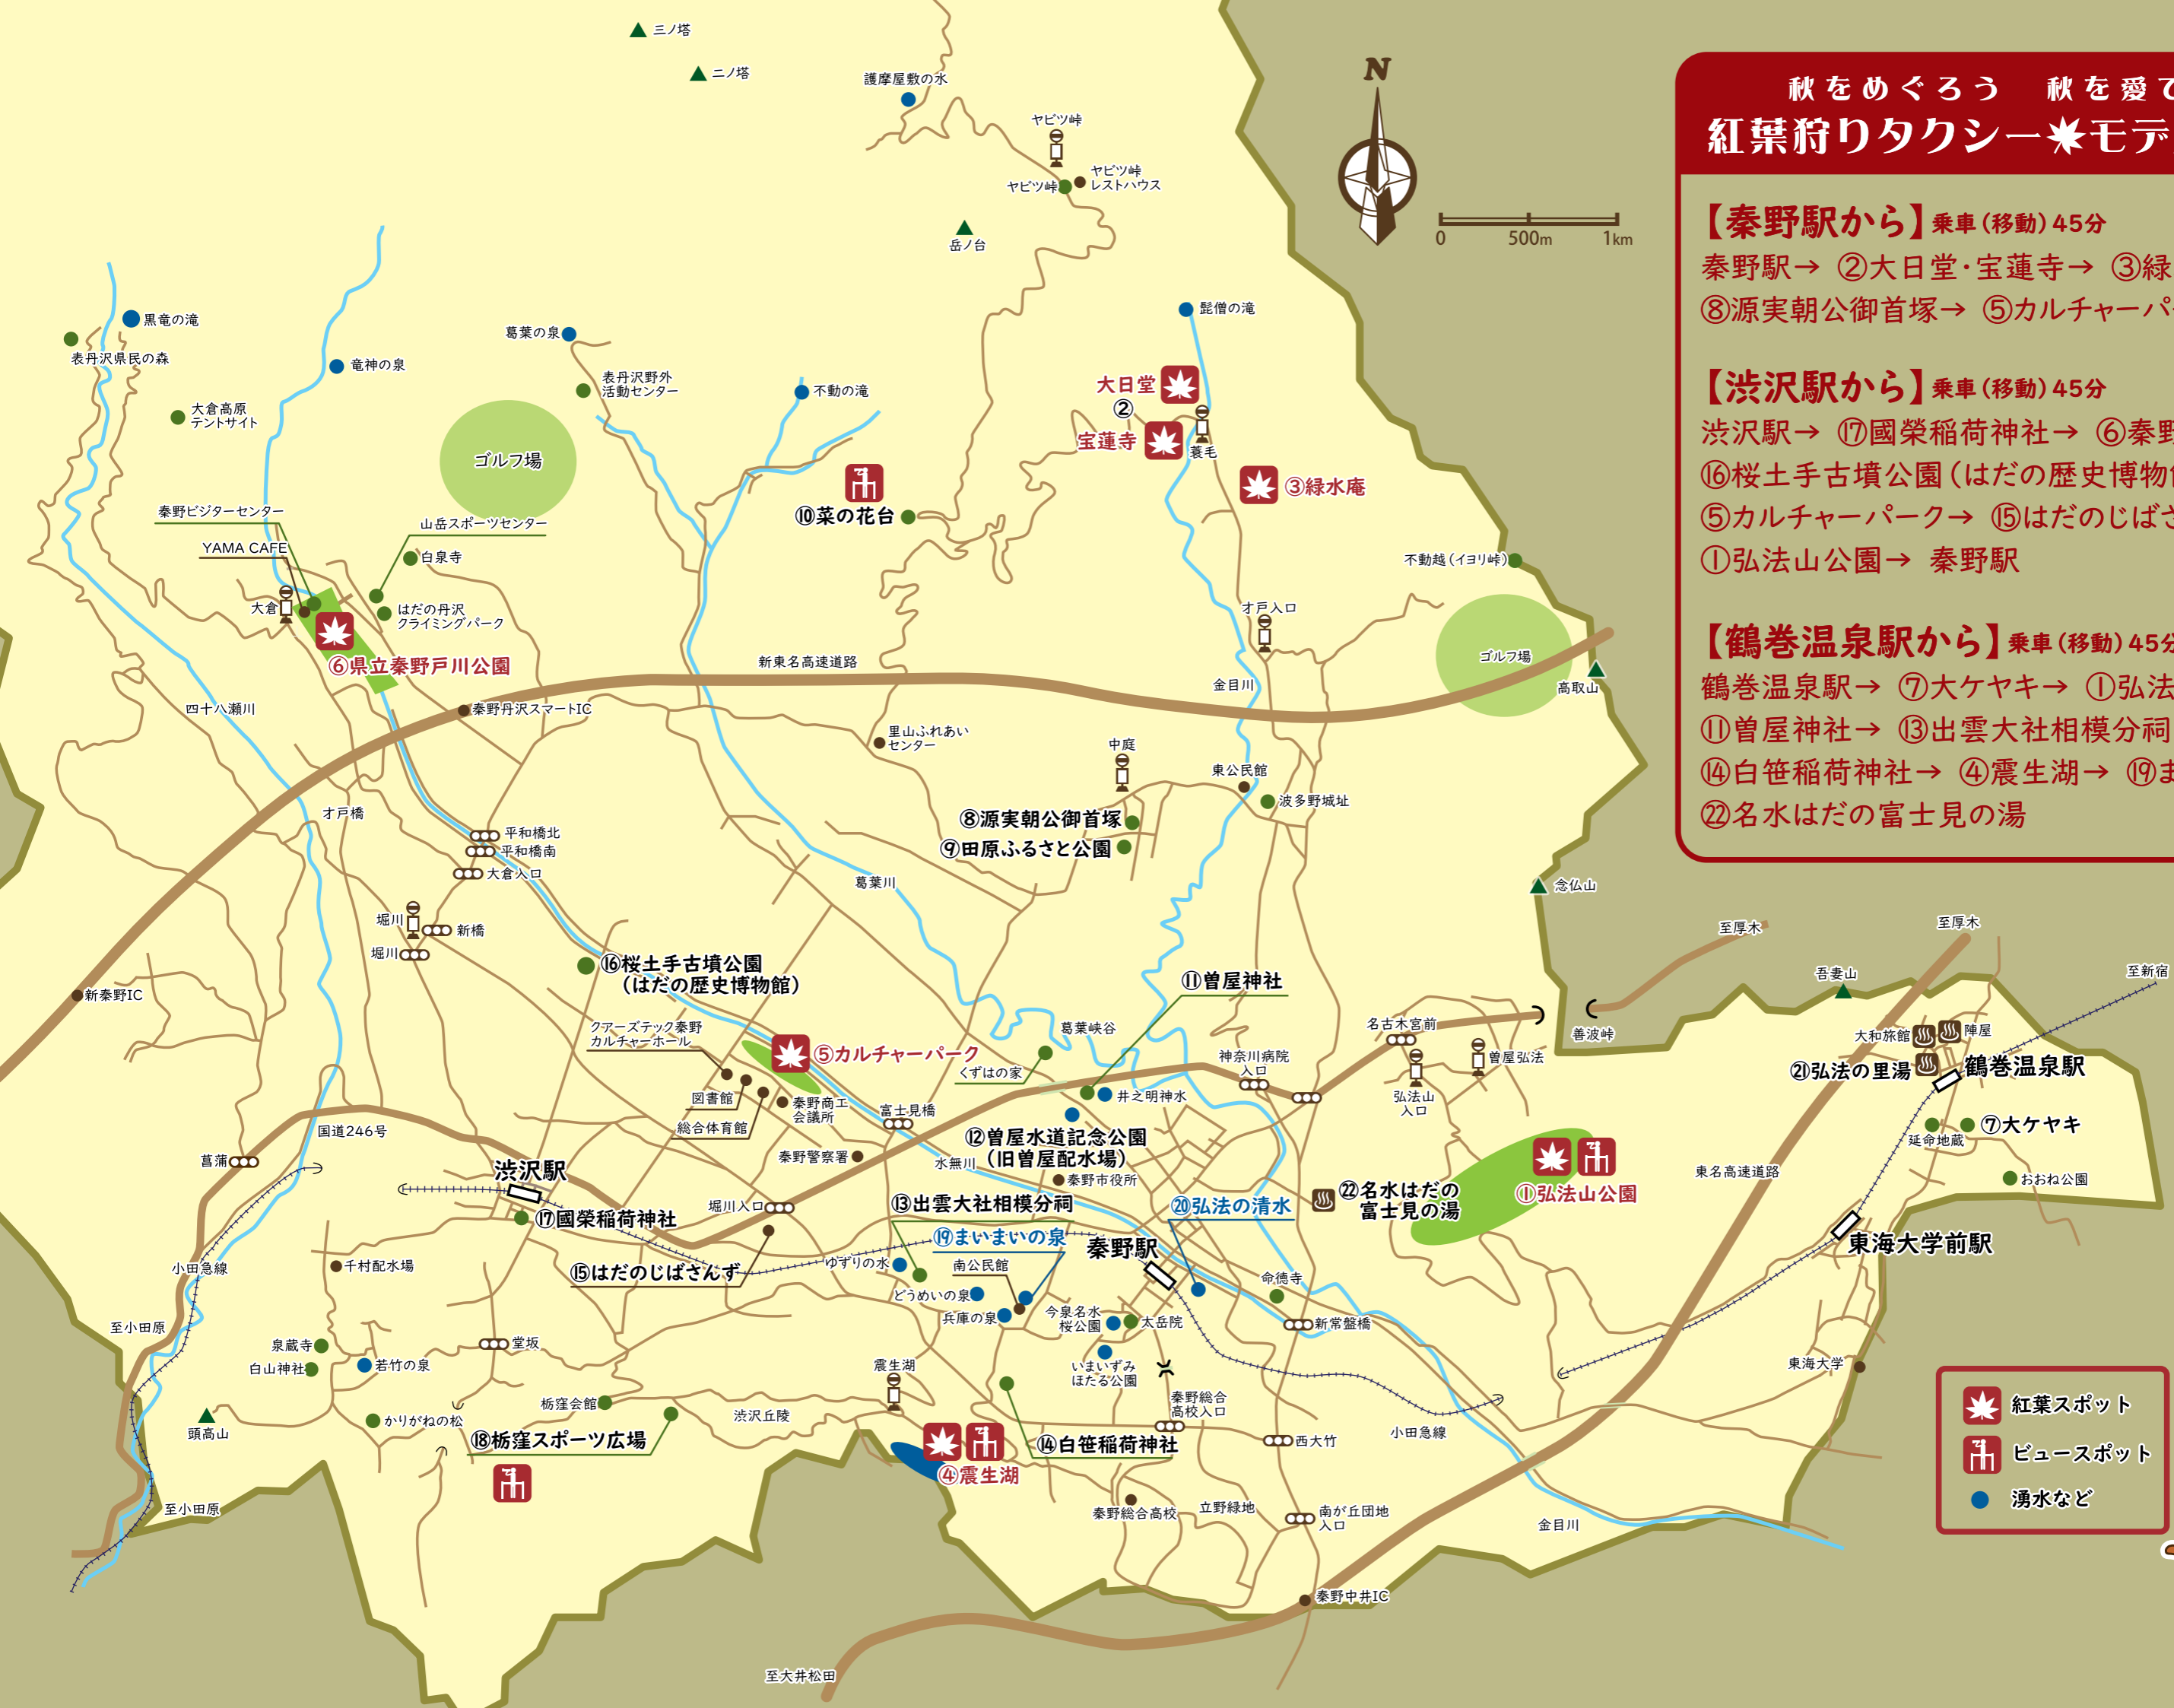 三ノ塔
二ノ塔
護摩屋敷の水
ヤビツ峠
ヤビツ峠
ヤビツ峠
レストハウス
岳ノ台
N
0 500m 1km
秋をめぐろう 秋を愛で
紅葉狩りタクシー モデ
【秦野駅から】乗車(移動)45分
秦野駅→ ②大日堂・宝蓮寺→ ③緑
⑧源実朝公御首塚→ ⑤カルチャーパ
【渋沢駅から】乗車(移動)45分
渋沢駅→ ⑰國榮稲荷神社→ ⑥秦野
⑯桜土手古墳公園(はだの歴史博物館
⑤カルチャーパーク→ ⑮はだのじばさ
①弘法山公園→ 秦野駅
【鶴巻温泉駅から】乗車(移動)45分
鶴巻温泉駅→ ⑦大ケヤキ→ ①弘法
⑪曽屋神社→ ⑬出雲大社相模分祠
⑭白笹稲荷神社→ ④震生湖→ ⑲ま
㉒名水はだの富士見の湯
黒竜の滝
表丹沢県民の森
竜神の泉
大倉高原
テントサイト
葛葉の泉
表丹沢野外
活動センター
不動の滝
髭僧の滝
大日堂
②
宝蓮寺
蓑毛
③緑水庵
ゴルフ場
⑩菜の花台
秦野ビジターセンター
山岳スポーツセンター
YAMA CAFE
白泉寺
大倉
はだの丹沢
クライミングパーク
⑥県立秦野戸川公園
不動越(イヨリ峠)
才戸入口
ゴルフ場
高取山
新東名高速道路
金目川
四十八瀬川
秦野丹沢スマートIC
里山ふれあい
センター
中庭
東公民館
波多野城址
才戸橋
平和橋北
平和橋南
大倉入口
⑧源実朝公御首塚
⑨田原ふるさと公園
葛葉川
念仏山
堀川
新橋
堀川
新秦野IC
⑯桜土手古墳公園
(はだの歴史博物館)
⑪曽屋神社
至厚木
至厚木
吾妻山
至新宿
クアーズテック秦野
カルチャーホール
⑤カルチャーパーク
葛葉峡谷
くずはの家
名古木宮前
善波峠
神奈川病院
入口
曽屋弘法
弘法山
入口
大和旅館
陣屋
㉑弘法の里湯
鶴巻温泉駅
図書館
総合体育館
秦野商工
会議所
富士見橋
井之明神水
⑫曽屋水道記念公園
(旧曽屋配水場)
⑦大ケヤキ
延命地蔵
国道246号
菖蒲
秦野警察署
水無川
秦野市役所
東名高速道路
おおね公園
渋沢駅
⑰國榮稲荷神社
堀川入口
⑬出雲大社相模分祠
⑳弘法の清水
㉒名水はだの
富士見の湯
①弘法山公園
⑲まいまいの泉
秦野駅
東海大学前駅
小田急線
千村配水場
⑮はだのじばさんず
ゆずりの水
南公民館
どうめいの泉
兵庫の泉
今泉名水
桜公園
太岳院
命徳寺
新常盤橋
至小田原
泉蔵寺
白山神社
若竹の泉
堂坂
震生湖
いまいずみ
ほたる公園
東海大学
栃窪会館
渋沢丘陵
秦野総合
高校入口
頭高山
かりがねの松
⑱栃窪スポーツ広場
⑭白笹稲荷神社
西大竹
小田急線
④震生湖
至小田原
秦野総合高校
立野緑地
南が丘団地
入口
金目川
紅葉スポット
ビュースポット
湧水など
秦野中井IC
至大井松田